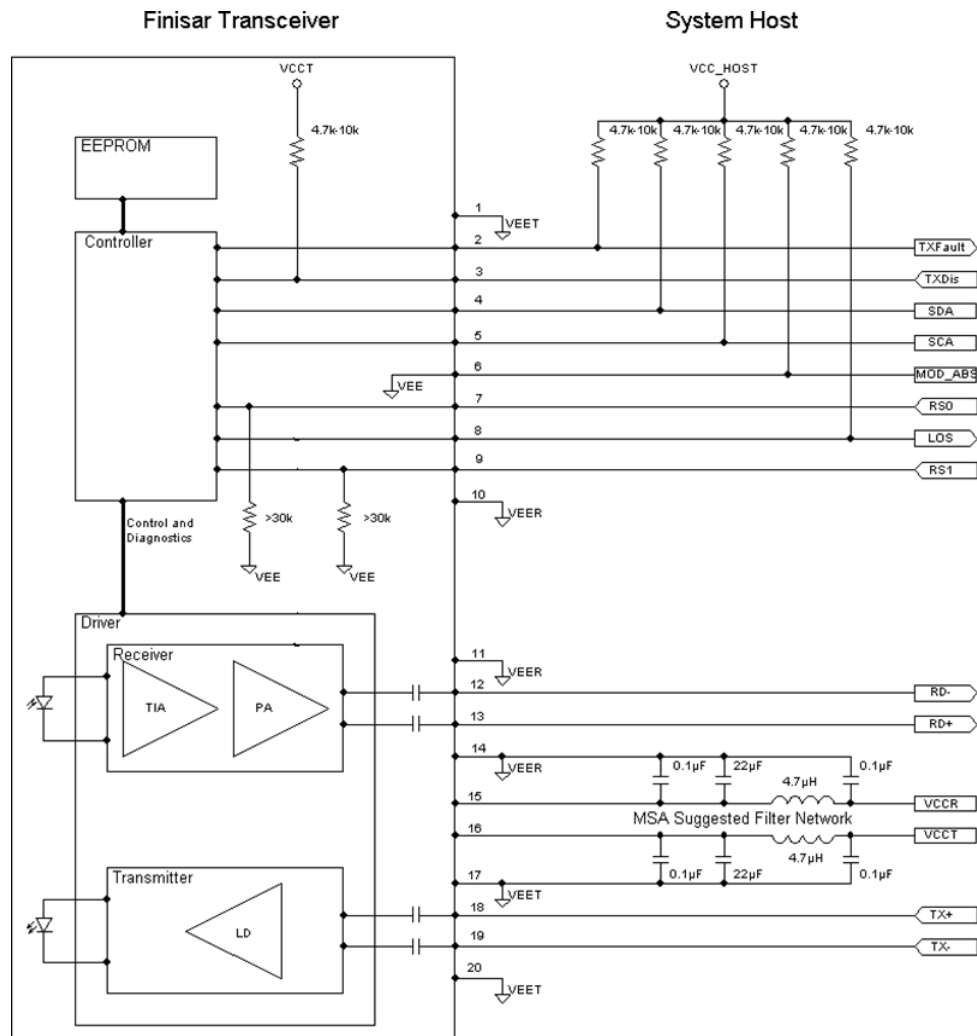 Finisar Transceiver
System Host
VCCT
VCC_HOST
4.7k-10k
4.7k-10k 4.7k-10k 4.7k-10k 4.7k-10k 4.7k-10k
EEPROM
1
VEET
Controller
2
TXFault
3
TXDis
4
SDA
5
SCA
6
VEE
MOD_ABS
7
RS0
8
LOS
9
RS1
10
VEER
>30k
>30k
Control and
Diagnostics
VEE
VEE
Driver
Receiver
11
VEER
TIA
PA
12
RD-
13
RD+
14
VEER
0.1µF
22µF
0.1µF
4.7µH
15
VCCR
MSA Suggested Filter Network
16
VCCT
4.7µH
0.1µF
22µF
0.1µF
17
VEET
Transmitter
LD
18
TX+
19
TX-
20
VEET